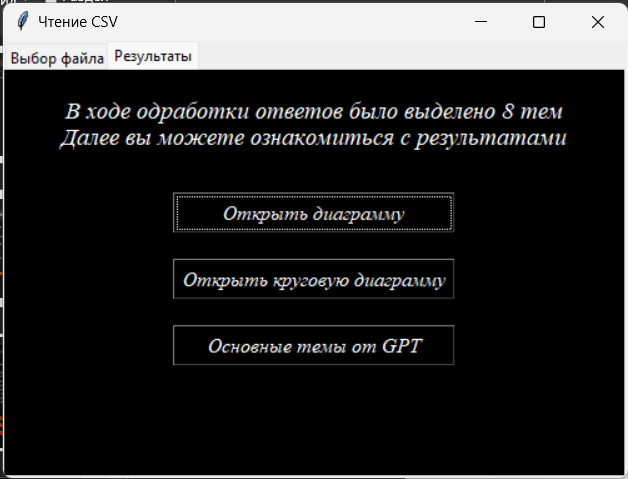 Чтение CSV
Выбор файла Результаты
В ходе одработки ответов было выделено 8 тем
Далее вы можете ознакомиться с результатами
Открыть диаграмму
Открыть круговую диаграмму
Основные темы от GPT